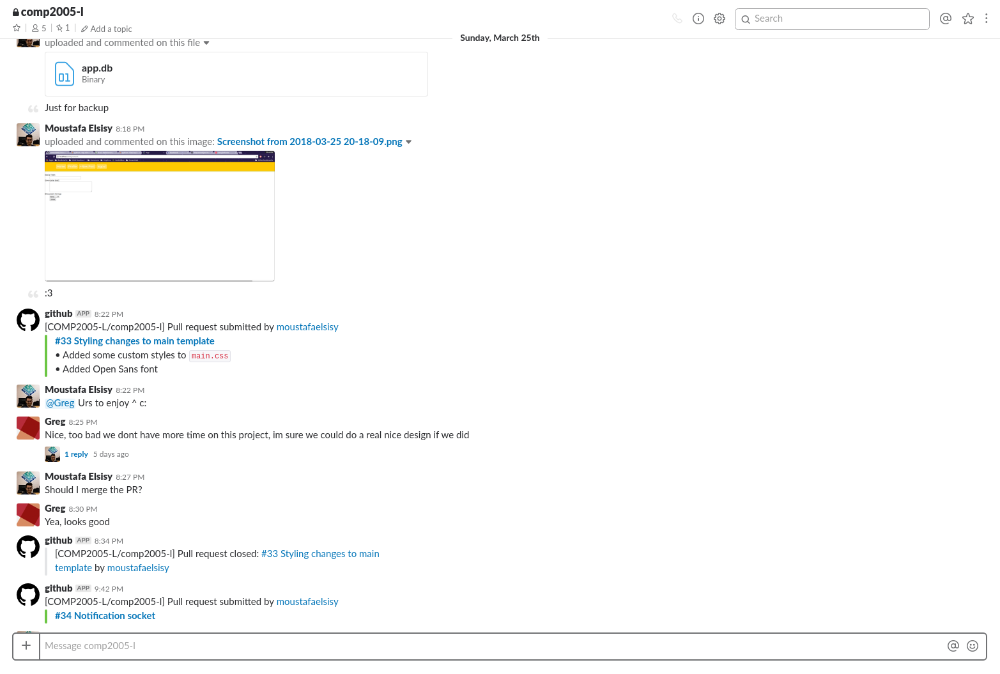 comp2005-l
5
1
Add a topic
Search
Sunday, March 25th
uploaded and commented on this file
app.db
Binary
01
Just for backup
Moustafa Elsisy 8:18 PM
uploaded and commented on this image: Screenshot from 2018-03-25 20-18-09.png
:3
github APP 8:22 PM
[COMP2005-L/comp2005-l] Pull request submitted by moustafaelsisy
#33 Styling changes to main template
• Added some custom styles to main.css
• Added Open Sans font
Moustafa Elsisy 8:22 PM
@Greg Urs to enjoy ^ c:
Greg 8:25 PM
Nice, too bad we dont have more time on this project, im sure we could do a real nice design if we did
1 reply 5 days ago
Moustafa Elsisy 8:27 PM
Should I merge the PR?
Greg 8:30 PM
Yea, looks good
github APP 8:34 PM
[COMP2005-L/comp2005-l] Pull request closed: #33 Styling changes to main
template by moustafaelsisy
github APP 9:42 PM
[COMP2005-L/comp2005-l] Pull request submitted by moustafaelsisy
#34 Notification socket
Message comp2005-l